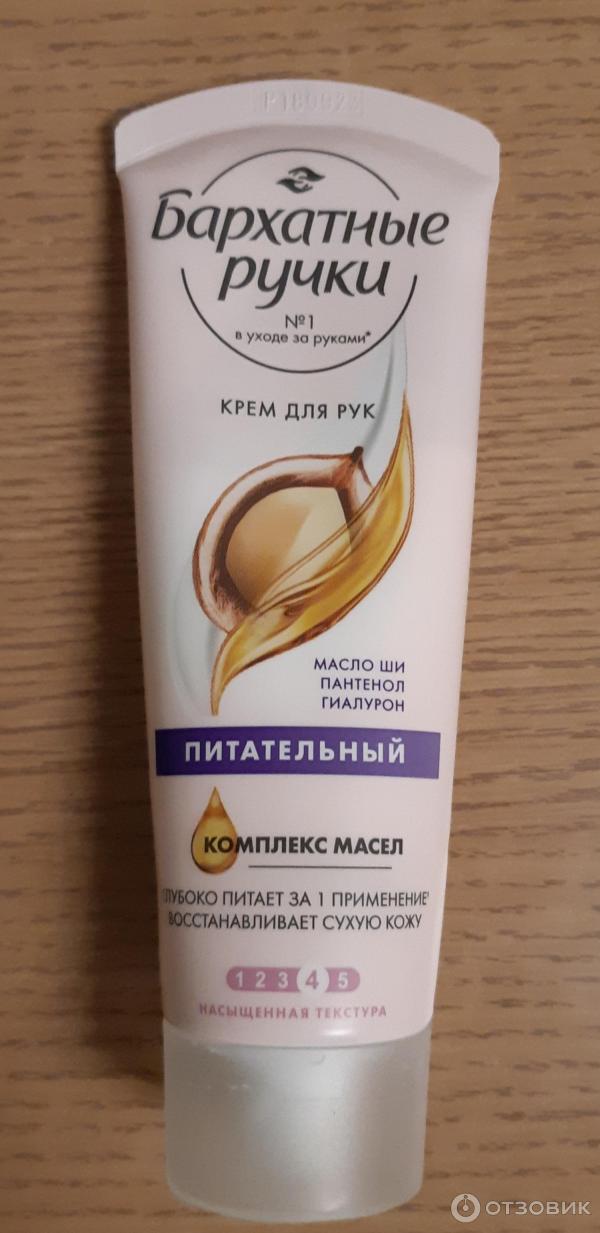 P180923
Бархатные
ручки
№1
в уходе за руками*
КРЕМ ДЛЯ РУК
МАСЛО ШИ
ПАНТЕНОЛ
ГИАЛУРОН
ПИТАТЕЛЬНЫЙ
КОМПЛЕКС МАСЕЛ
ГЛУБОКО ПИТАЕТ ЗА 1 ПРИМЕНЕНИЕ*
ВОССТАНАВЛИВАЕТ СУХУЮ КОЖУ
1 2 3 4 5
НАСЫЩЕННАЯ ТЕКСТУРА
ОТЗОВИК